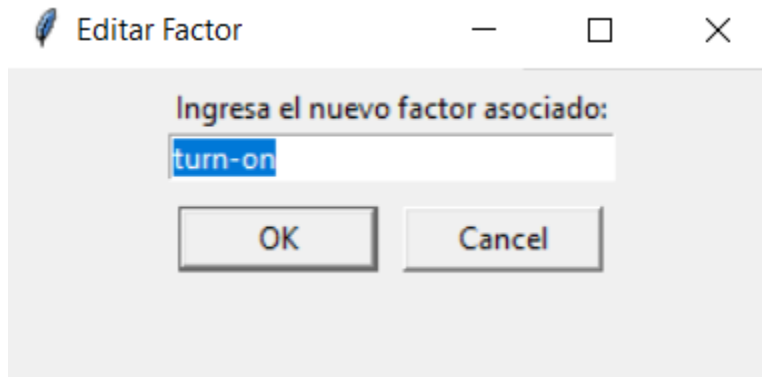 Editar Factor
Ingresa el nuevo factor asociado:
turn-on
OK Cancel